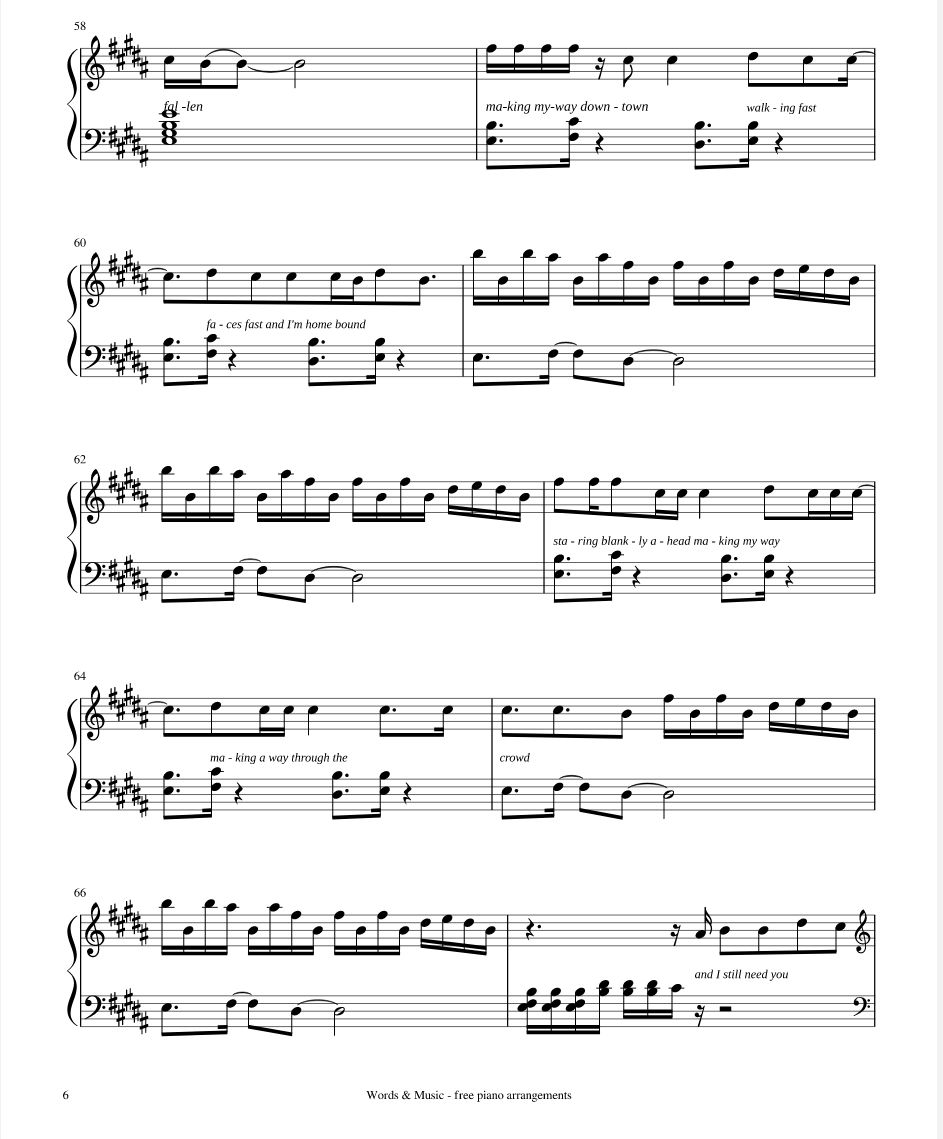 58
fal -len
ma-king my-way down - town
walk - ing fast
60
fa - ces fast and I'm home bound
62
sta - ring blank - ly a - head ma - king my way
64
ma - king a way through the
crowd
66
and I still need you
6
Words & Music - free piano arrangements